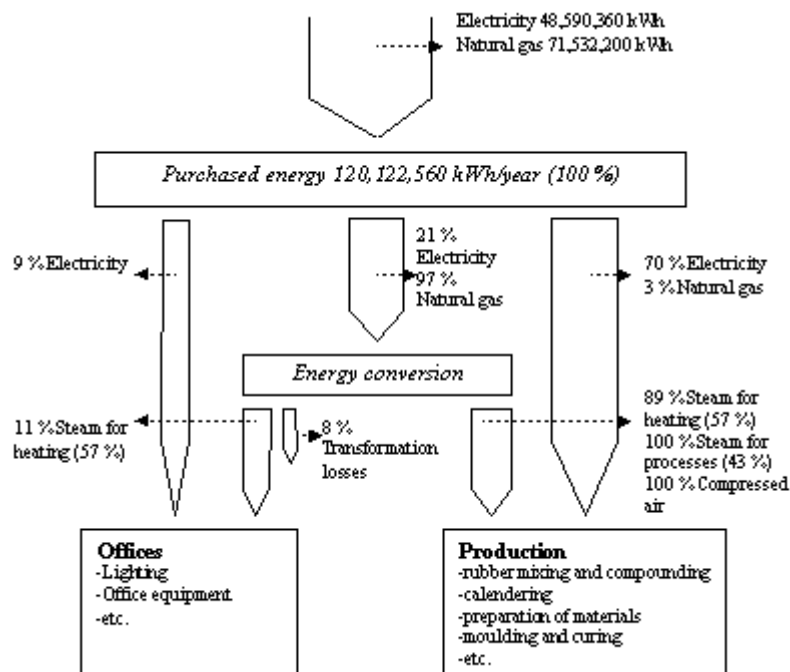 Electricity 48,590,360 kWh
Natural gas 71,532,200 kWh
Purchased energy 120,122,560 kWh/year (100 %)
9 % Electricity
21 %
Electricity
97 %
Natural gas
70 % Electricity
3 % Natural gas
Energy conversion
11 % Steam for
heating (57 %)
8 %
Transformation
losses
89 % Steam for
heating (57 %)
100 % Steam for
processes (43 %)
100 % Compressed
air
Offices
-Lighting
-Office equipment
-etc.
Production
-rubber mixing and compounding
-calendering
-preparation of materials
-moulding and curing
-etc.